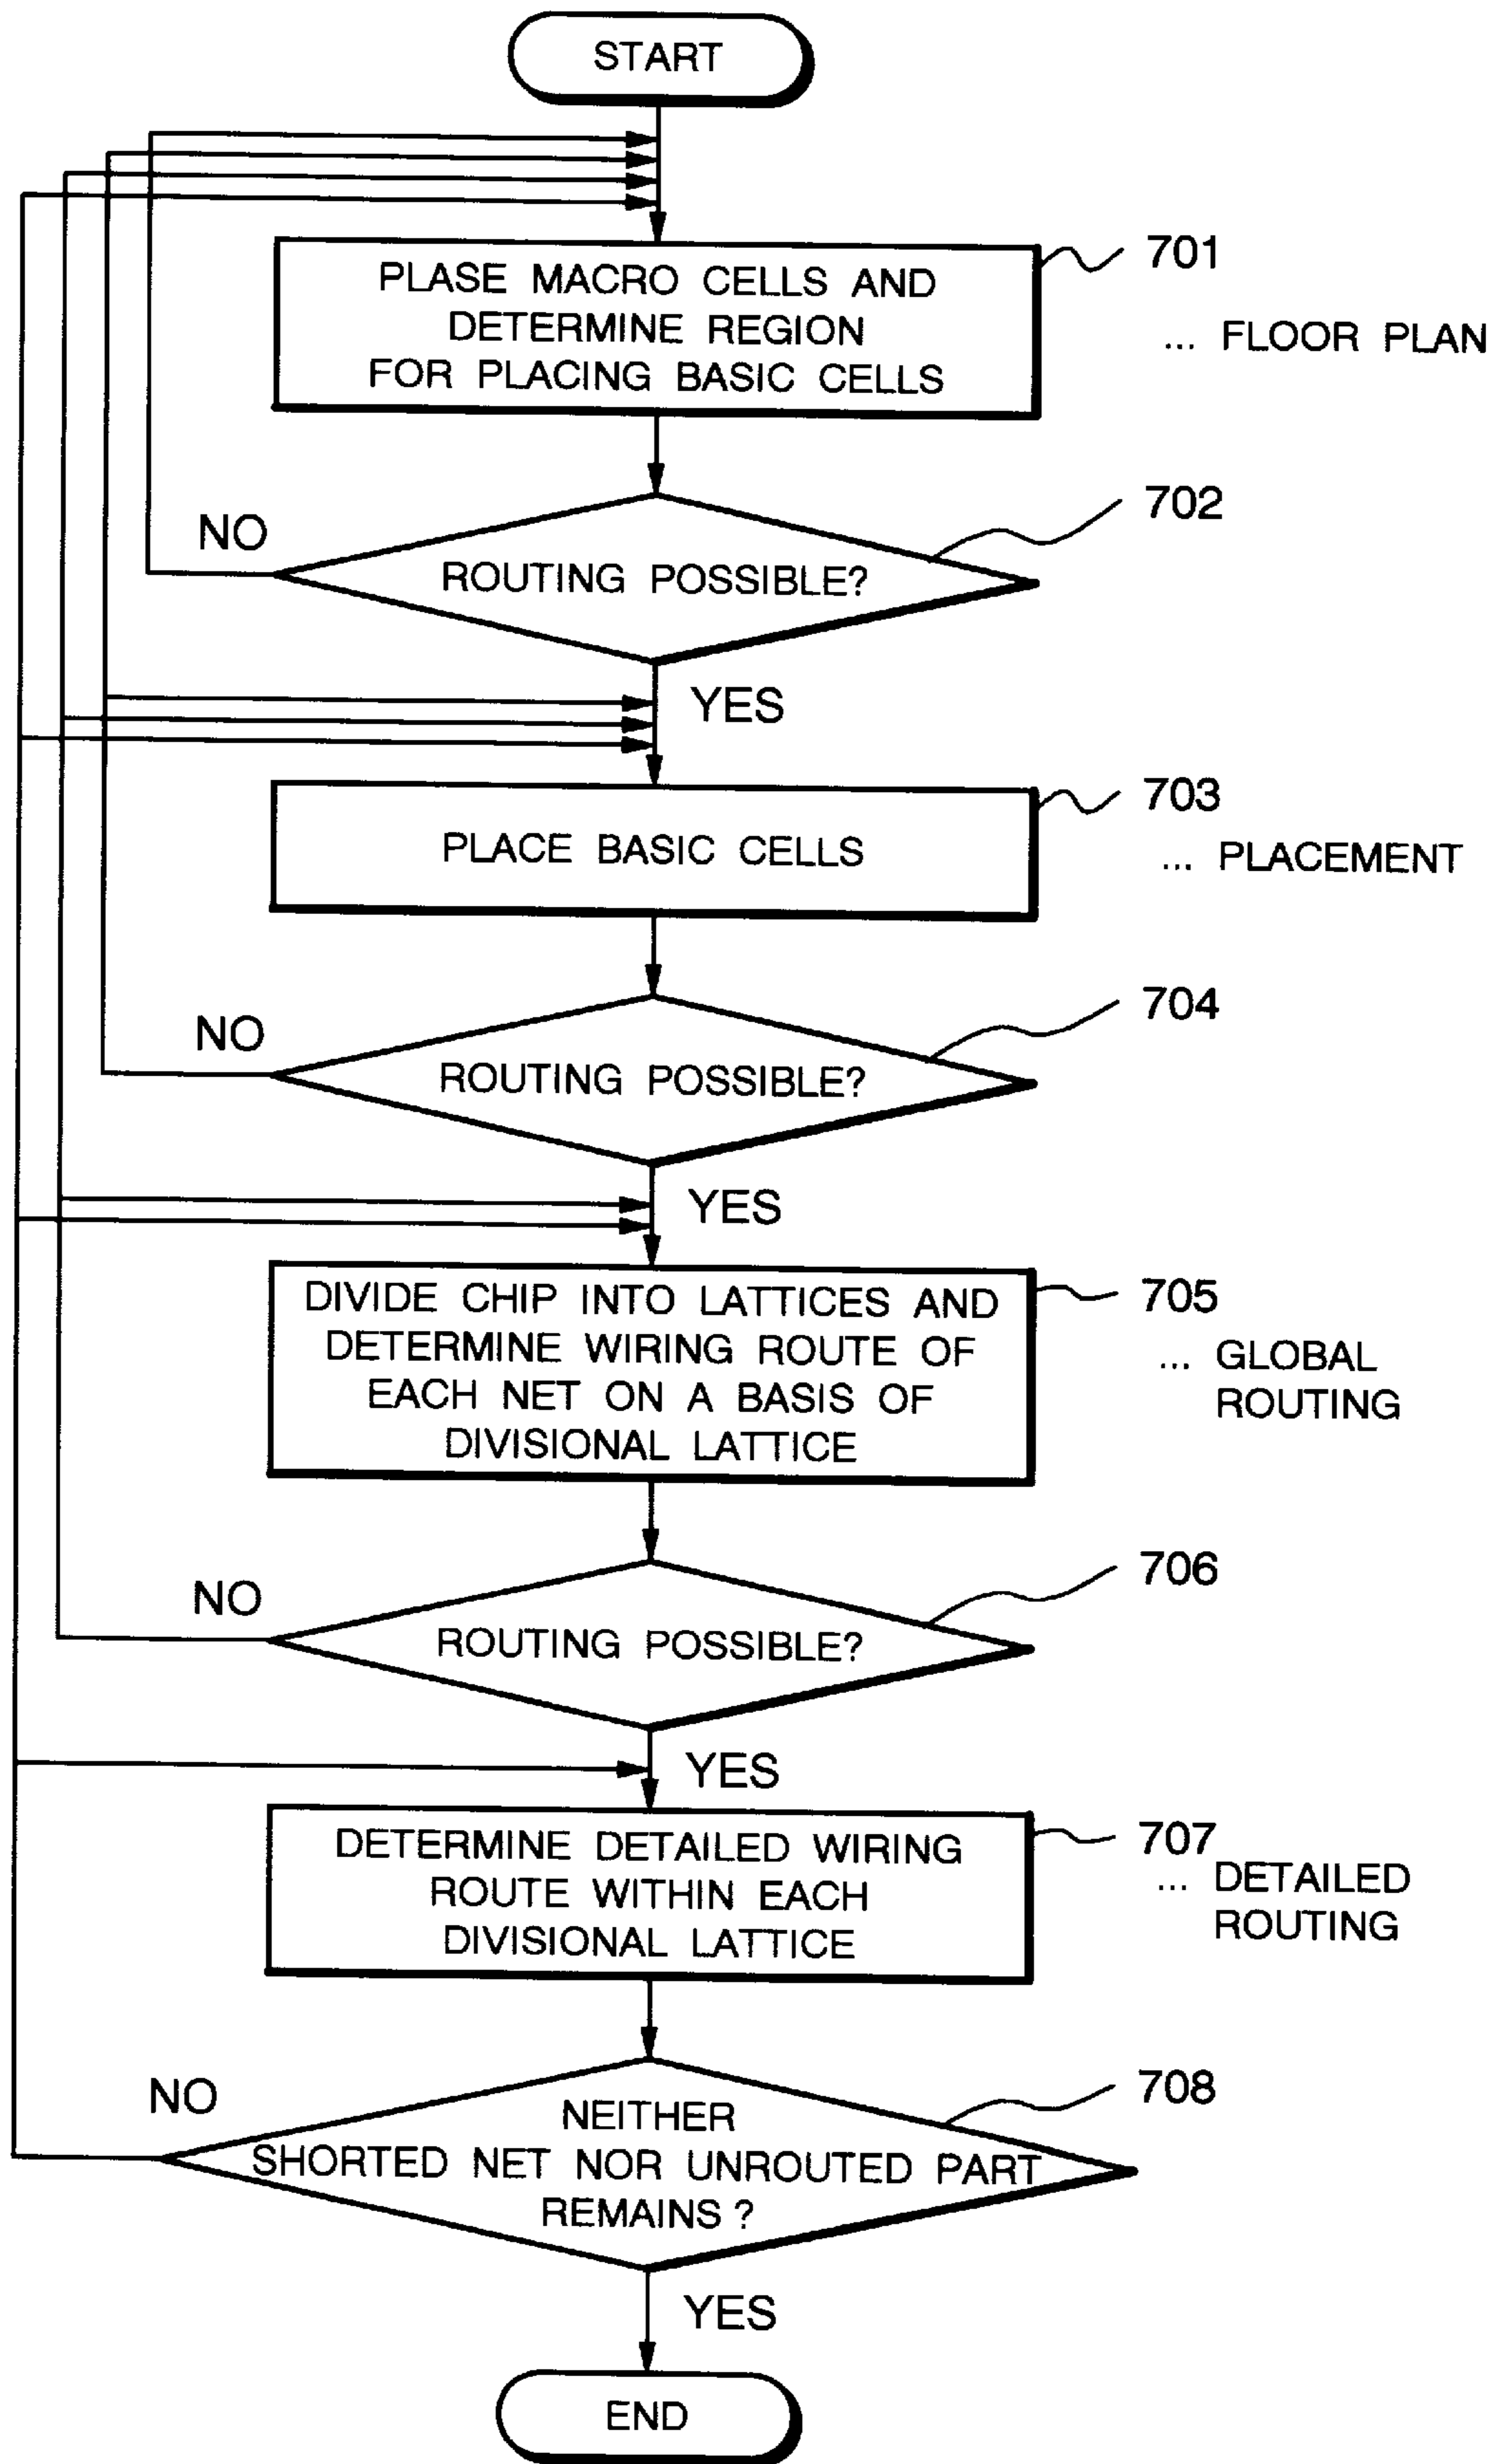 START
701
PLASE MACRO CELLS AND
DETERMINE REGION
FOR PLACING BASIC CELLS
... FLOOR PLAN
702
NO
ROUTING POSSIBLE?
YES
703
PLACE BASIC CELLS
... PLACEMENT
704
NO
ROUTING POSSIBLE?
YES
705
DIVIDE CHIP INTO LATTICES AND
DETERMINE WIRING ROUTE OF
EACH NET ON A BASIS OF
DIVISIONAL LATTICE
... GLOBAL
ROUTING
706
NO
ROUTING POSSIBLE?
YES
707
DETERMINE DETAILED WIRING
ROUTE WITHIN EACH
DIVISIONAL LATTICE
... DETAILED
ROUTING
708
NO
NEITHER
SHORTED NET NOR UNROUTED PART
REMAINS ?
YES
END